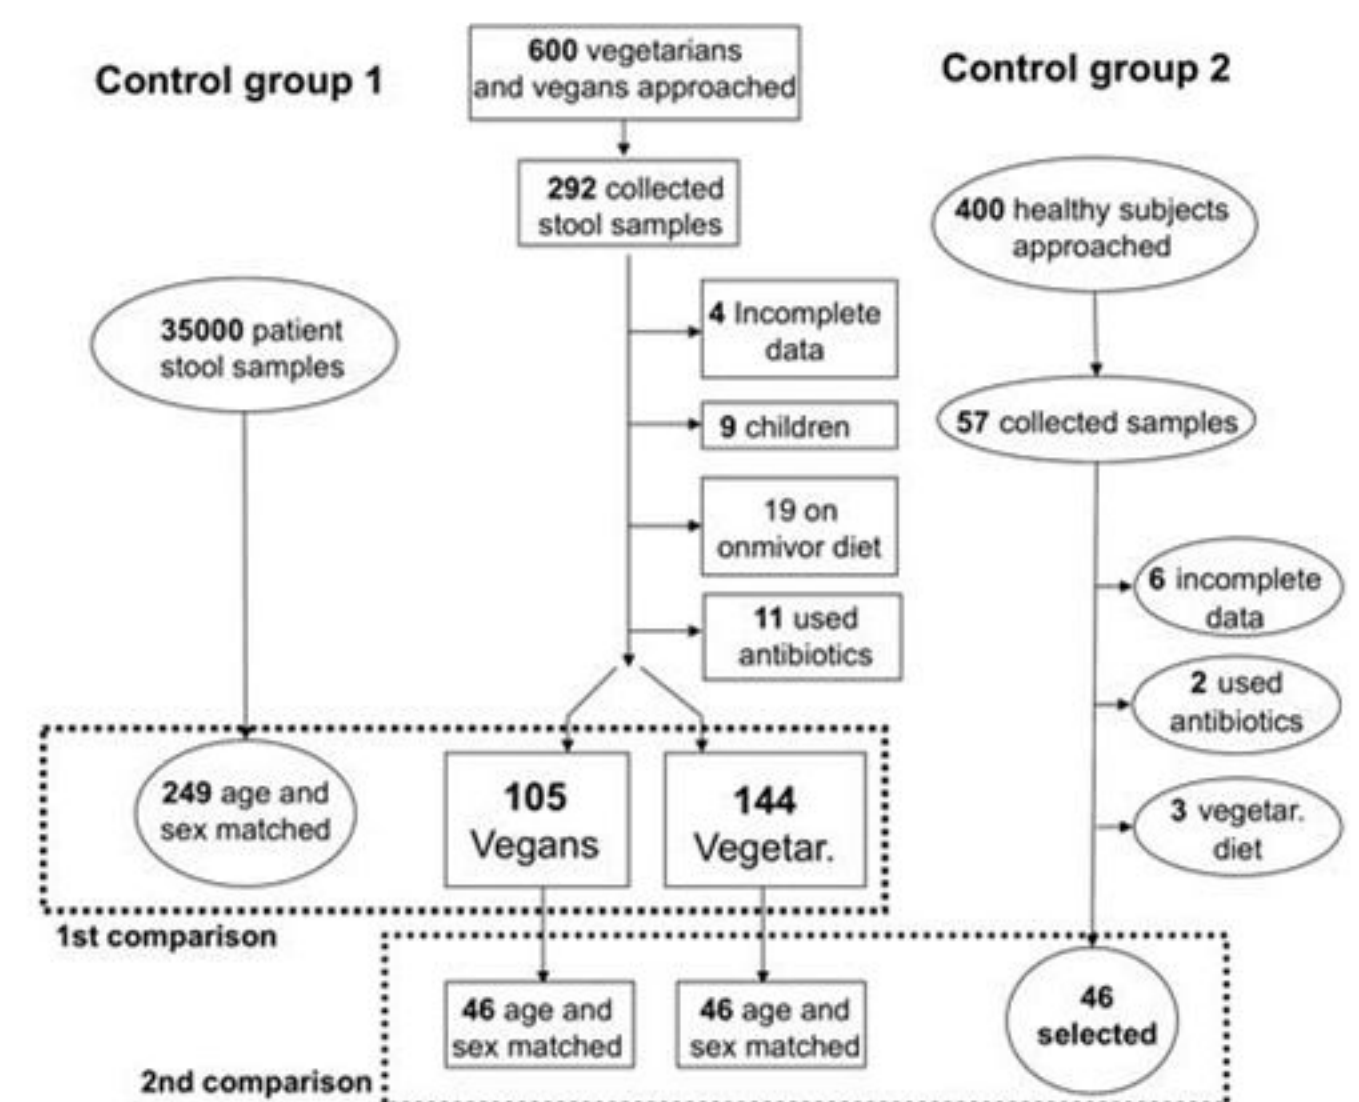 Control group 1
600 vegetarians
and vegans approached
Control group 2
292 collected
stool samples
400 healthy subjects
approached
35000 patient
stool samples
4 Incomplete
data
9 children
57 collected samples
19 on
onmivor diet
11 used
antibiotics
6 incomplete
data
2 used
antibiotics
3 vegetar.
diet
249 age and
sex matched
105
Vegans
144
Vegetar.
1st comparison
46 age and
sex matched
46 age and
sex matched
46
selected
2nd comparison